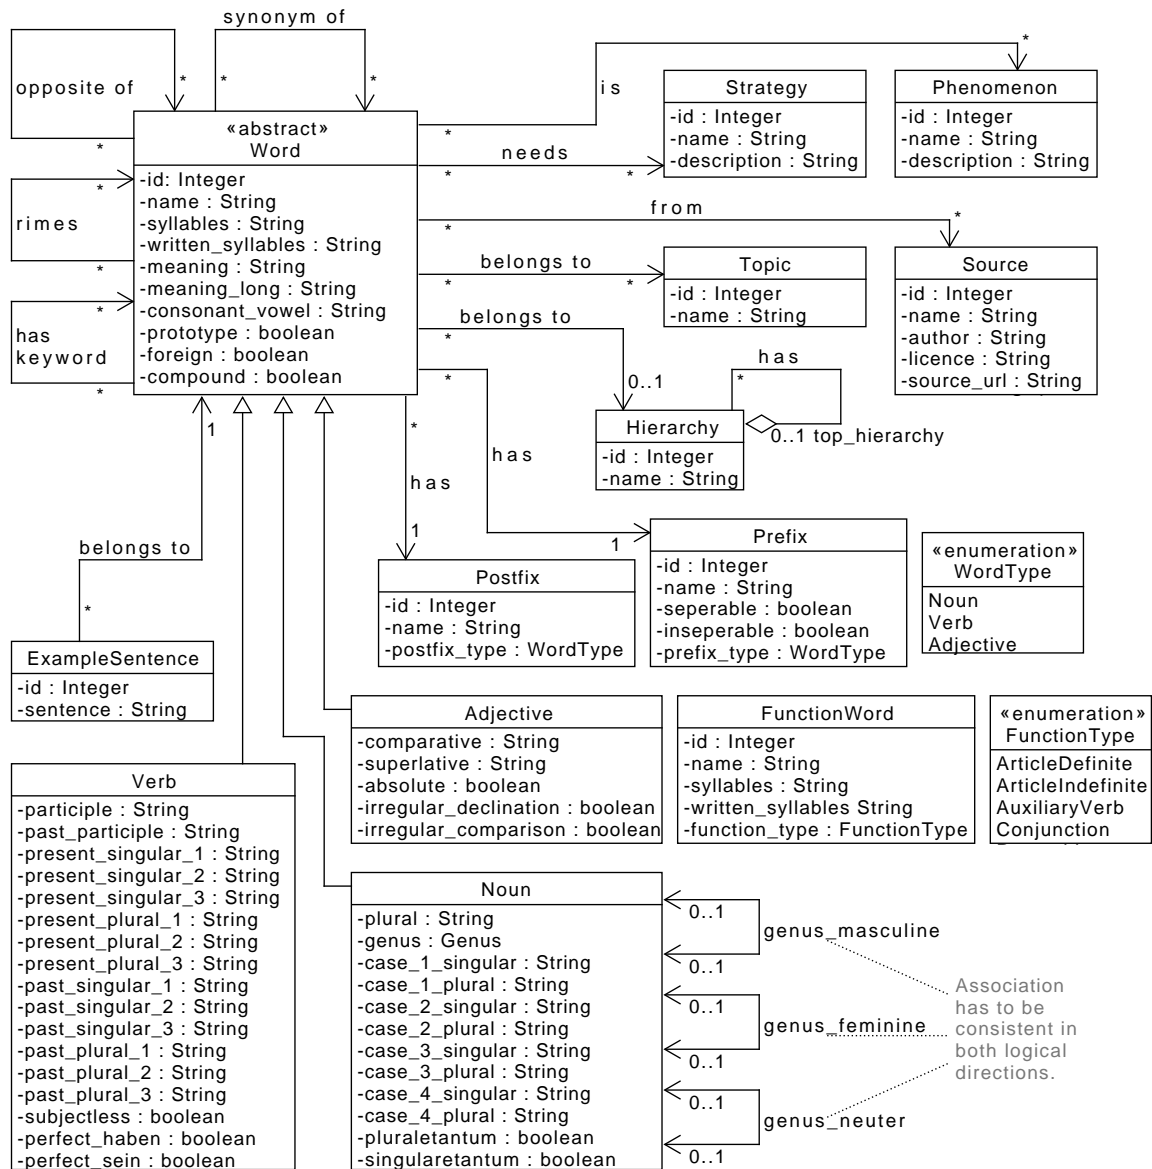 synonym of
*
*
opposite of
*
*
«abstract»
Word
-id: Integer
-name : String
-syllables : String
-written_syllables : String
-meaning : String
-meaning_long : String
-consonant_vowel : String
-prototype : boolean
-foreign : boolean
-compound : boolean
*
rimes
*
*
has
keyword
*
is
*
*
needs
*
*
Strategy
-id : Integer
-name : String
-description : String
Phenomenon
-id : Integer
-name : String
-description : String
from
*
*
belongs to
*
*
Topic
-id : Integer
-name : String
Source
-id : Integer
-name : String
-author : String
-licence : String
-source_url : String
belongs to
*
0..1
has
*
0..1 top_hierarchy
Hierarchy
-id : Integer
-name : String
*
has
1
*
has
1
1
belongs to
*
ExampleSentence
-id : Integer
-sentence : String
Postfix
-id : Integer
-name : String
-postfix_type : WordType
Prefix
-id : Integer
-name : String
-seperable : boolean
-inseperable : boolean
-prefix_type : WordType
«enumeration»
WordType
Noun
Verb
Adjective
Adjective
-comparative : String
-superlative : String
-absolute : boolean
-irregular_declination : boolean
-irregular_comparison : boolean
FunctionWord
-id : Integer
-name : String
-syllables : String
-written_syllables String
-function_type : FunctionType
«enumeration»
FunctionType
ArticleDefinite
ArticleIndefinite
AuxiliaryVerb
Conjunction
Verb
-participle : String
-past_participle : String
-present_singular_1 : String
-present_singular_2 : String
-present_singular_3 : String
-present_plural_1 : String
-present_plural_2 : String
-present_plural_3 : String
-past_singular_1 : String
-past_singular_2 : String
-past_singular_3 : String
-past_plural_1 : String
-past_plural_2 : String
-past_plural_3 : String
-subjectless : boolean
-perfect_haben : boolean
-perfect_sein : boolean
Noun
-plural : String
-genus : Genus
-case_1_singular : String
-case_1_plural : String
-case_2_singular : String
-case_2_plural : String
-case_3_singular : String
-case_3_plural : String
-case_4_singular : String
-case_4_plural : String
-pluraletantum : boolean
-singularetantum : boolean
0..1
genus_masculine
0..1
0..1
genus_feminine
0..1
0..1
genus_neuter
0..1
Association
has to be
consistent in
both logical
directions.